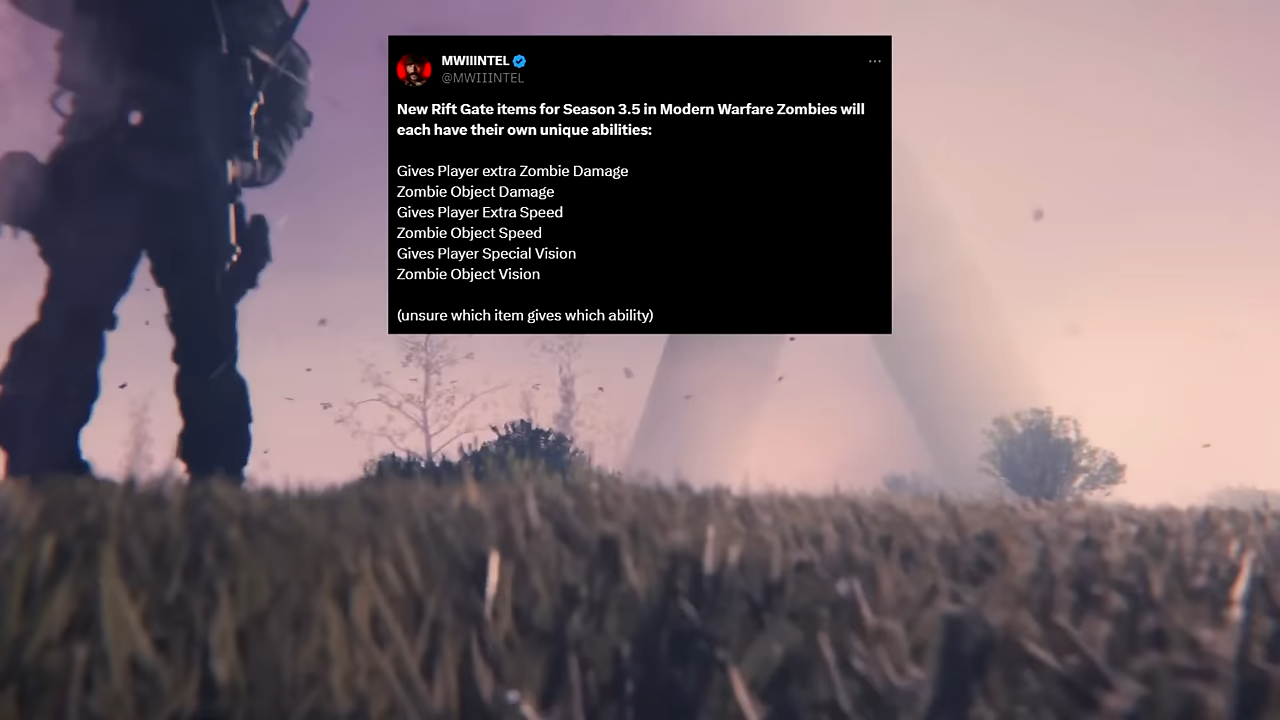 MWIIINTEL
@MWIIINTEL
New Rift Gate items for Season 3.5 in Modern Warfare Zombies will
each have their own unique abilities:
Gives Player extra Zombie Damage
Zombie Object Damage
Gives Player Extra Speed
Zombie Object Speed
Gives Player Special Vision
Zombie Object Vision
(unsure which item gives which ability)